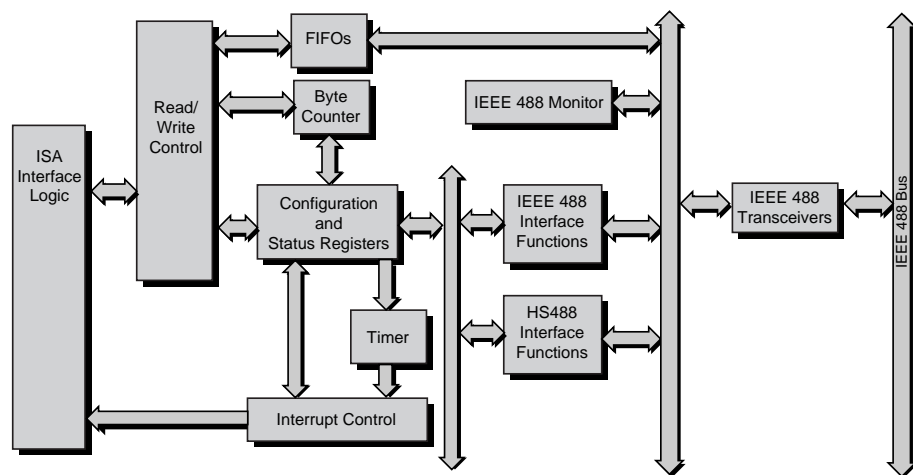 FIFOs
Byte
Counter
IEEE 488 Monitor
Read/
Write
Control
ISA
Interface
Logic
Configuration
and
Status Registers
IEEE 488
Interface
Functions
IEEE 488
Transceivers
IEEE 488 Bus
HS488
Interface
Functions
Timer
Interrupt Control